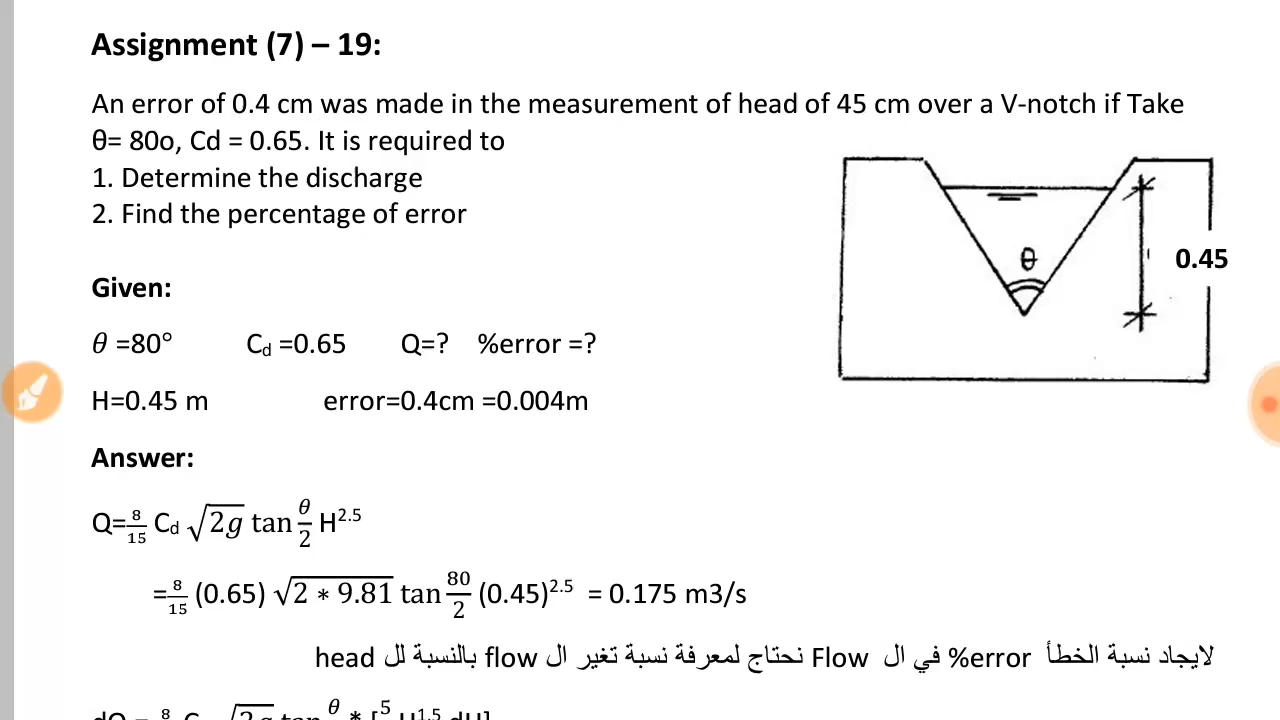 Assignment (7) – 19:
An error of 0.4 cm was made in the measurement of head of 45 cm over a V-notch if Take
θ= 80o, Cd = 0.65. It is required to
1. Determine the discharge
2. Find the percentage of error
θ
0.45
Given:
θ =80° Cd =0.65 Q=? %error =?
H=0.45 m error=0.4cm =0.004m
Answer:
Q=8/15 Cd √2g tan θ/2 H^2.5
=8/15 (0.65) √2 ∗ 9.81 tan 80/2 (0.45)^2.5 = 0.175 m3/s
لايجاد نسبة الخطأ %error في ال Flow نحتاج لمعرفة نسبة تغير ال flow بالنسبة لل head